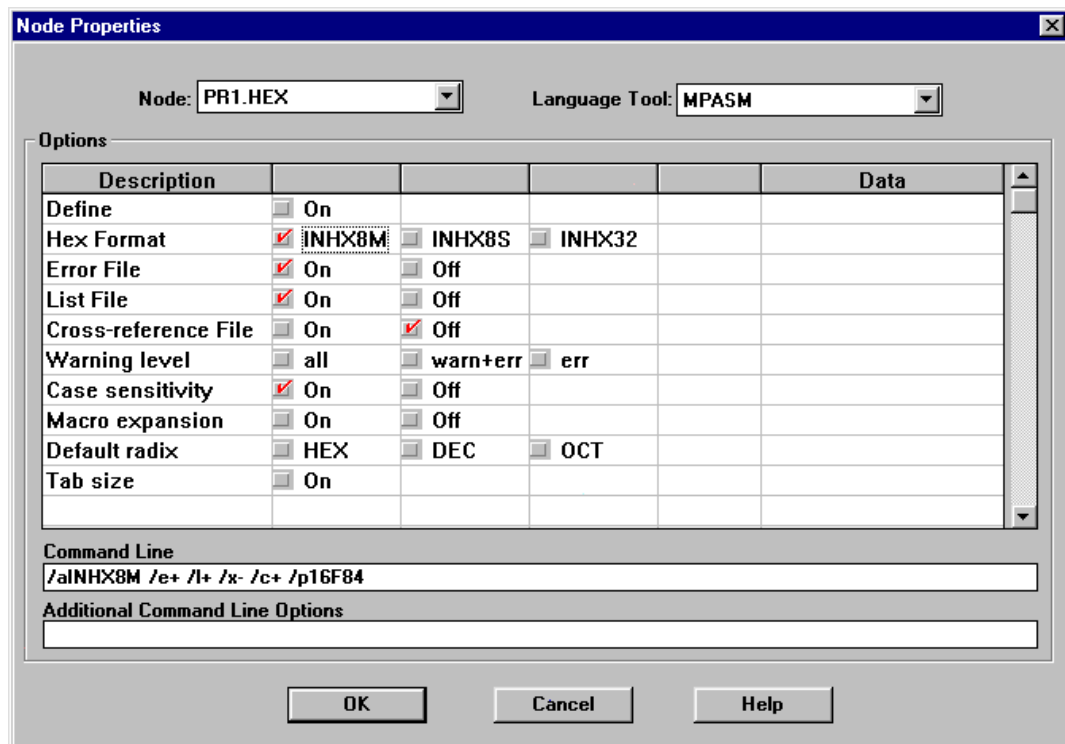 Node Properties
Node: PR1.HEX Language Tool: MPASM
Options
Description Data
Define On
Hex Format INHX8M INHX8S INHX32
Error File On Off
List File On Off
Cross-reference File On Off
Warning level all warn+err err
Case sensitivity On Off
Macro expansion On Off
Default radix HEX DEC OCT
Tab size On
Command Line
/aINHX8M /e+ /l+ /x- /c+ /p16F84
Additional Command Line Options
OK Cancel Help